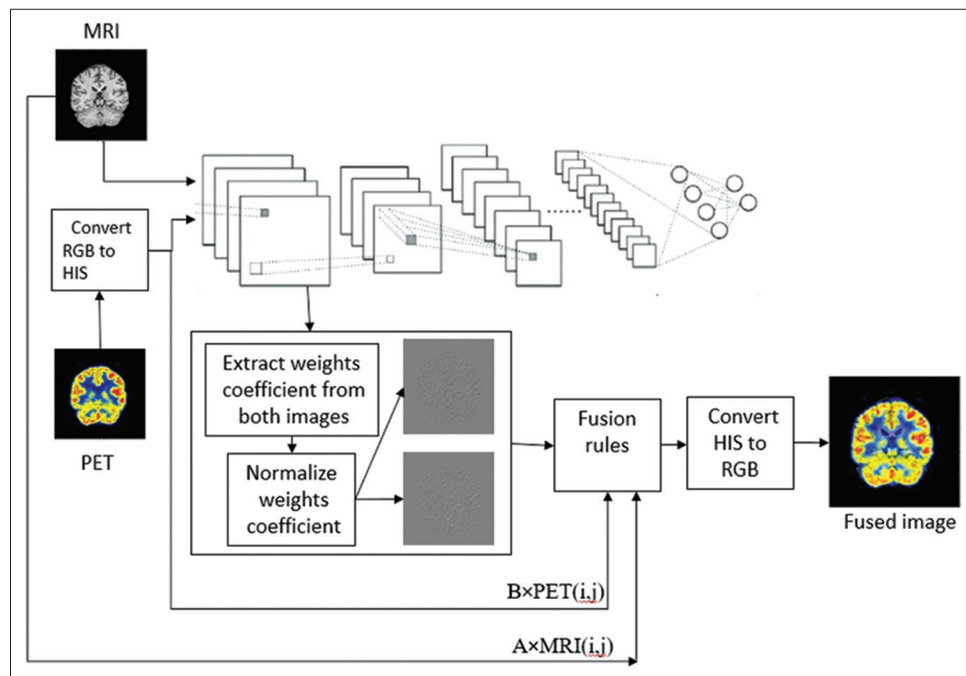 MRI
Convert
RGB to
HIS
PET
Extract weights
coefficient from
both images
Normalize
weights
coefficient
Fusion
rules
Convert
HIS to
RGB
Fused image
B×PET(i,j)
A×MRI(i,j)